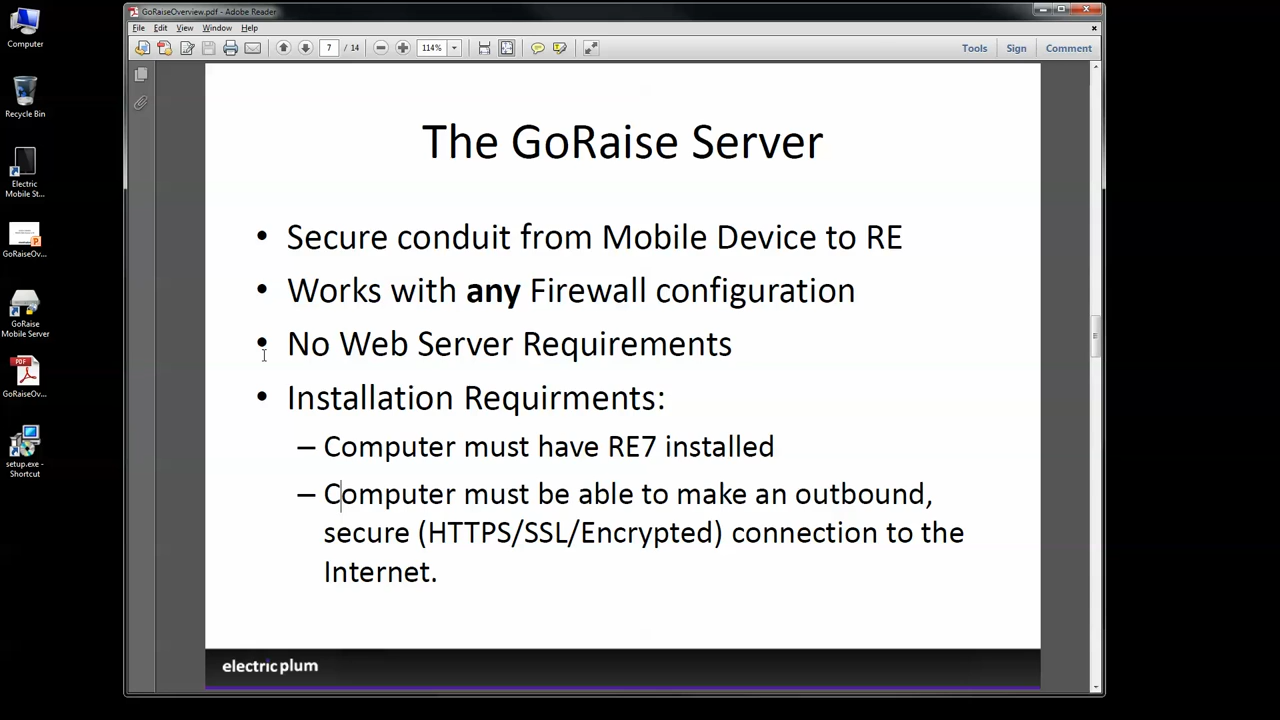 GoRaiseOverview.pdf - Adobe Reader
File Edit View Window Help
7 / 14 114% Tools Sign Comment
Computer
Recycle Bin
Electric
Mobile St...
GoRaiseOv...
GoRaise
Mobile Server
PDF
GoRaiseOv...
setup.exe -
Shortcut
The GoRaise Server
• Secure conduit from Mobile Device to RE
• Works with any Firewall configuration
• No Web Server Requirements
• Installation Requirments:
– Computer must have RE7 installed
– Computer must be able to make an outbound,
secure (HTTPS/SSL/Encrypted) connection to the
Internet.
electric plum